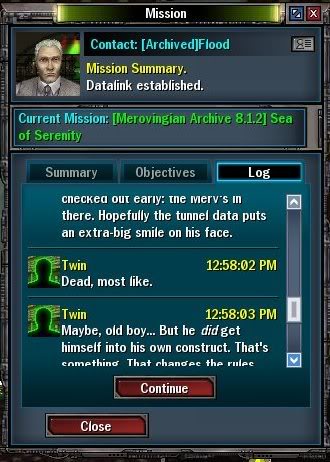 Mission
Contact: [Archived]Flood
Mission Summary.
Datalink established.
Current Mission: [Merovingian Archive 8.1.2] Sea
of Serenity
Summary
Objectives
Log
checked out early: the Merv's in
there. Hopefully the tunnel data puts
an extra-big smile on his face.
Twin 12:58:02 PM
Dead, most like.
Twin 12:58:03 PM
Maybe, old boy... But he did get
himself into his own construct. That's
something. That changes the rules
Continue
Close